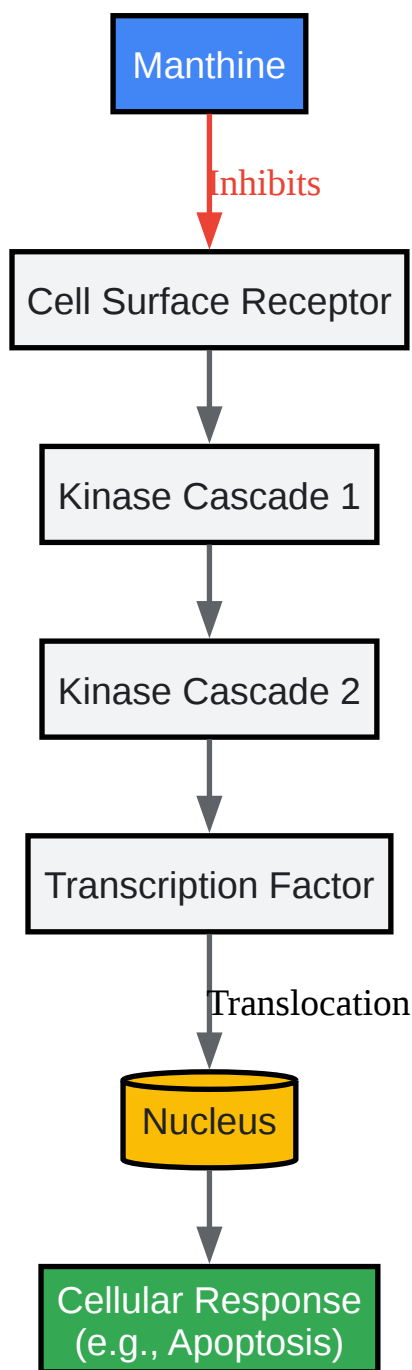 Manthine
Inhibits
Cell Surface Receptor
Kinase Cascade 1
Kinase Cascade 2
Transcription Factor
Translocation
Nucleus
Cellular Response
(e.g., Apoptosis)